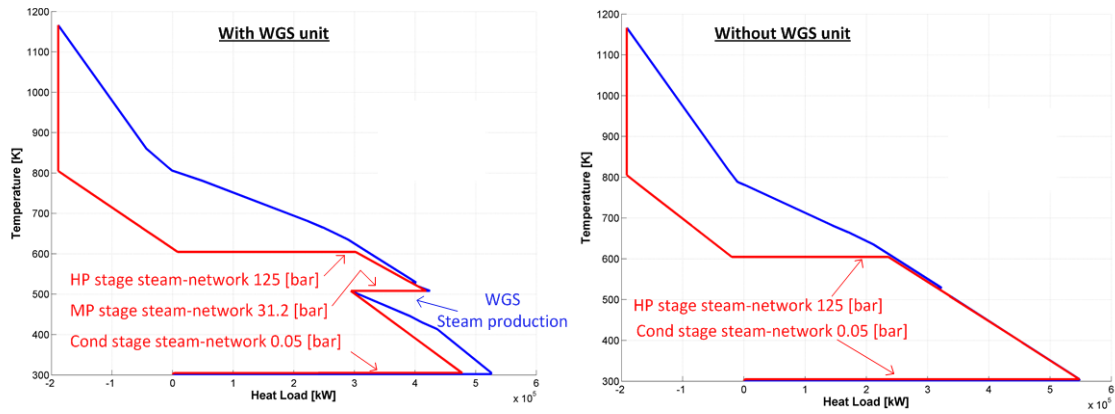 With WGS unit
1200
1100
1000
900
800
700
600
500
400
300
Temperature [K]
HP stage steam-network 125 [bar]
MP stage steam-network 31.2 [bar]
Cond stage steam-network 0.05 [bar]
WGS
Steam production
-2
-1
0
1
2
3
4
5
6
Heat Load [kW]
x 10^5
Without WGS unit
1200
1100
1000
900
800
700
600
500
400
300
Temperature [K]
HP stage steam-network 125 [bar]
Cond stage steam-network 0.05 [bar]
-2
-1
0
1
2
3
4
5
6
Heat Load [kW]
x 10^5